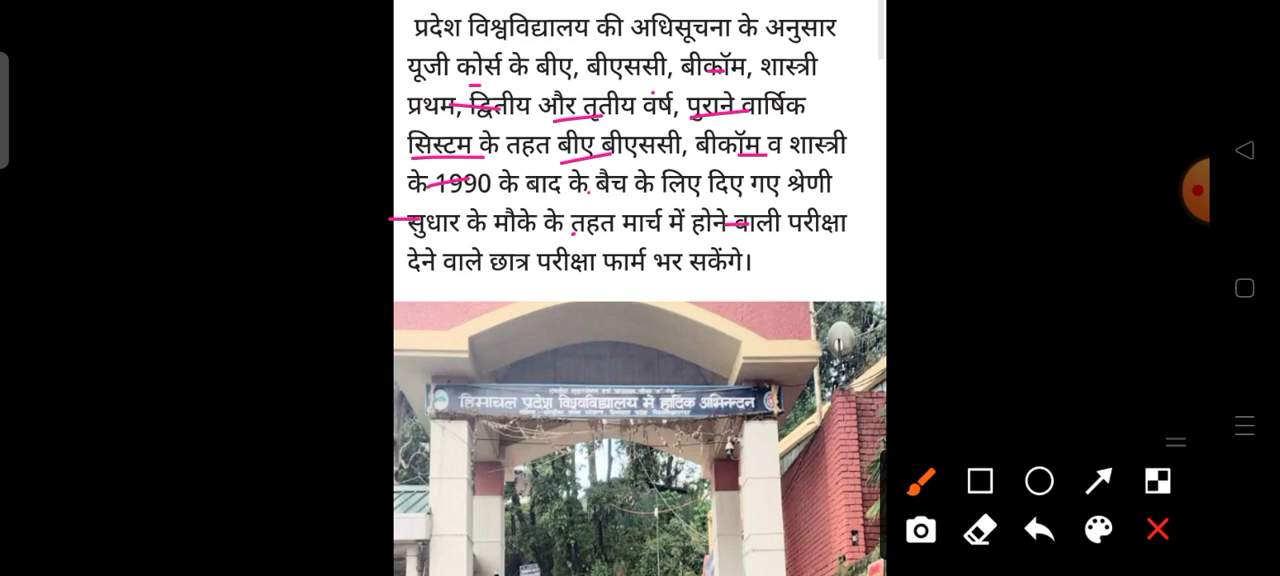 प्रदेश विश्वविद्यालय की अधिसूचना के अनुसार
यूजी कोर्स के बीए, बीएससी, बीकॉम, शास्त्री
प्रथम, द्वितीय और तृतीय वर्ष, पुराने वार्षिक
सिस्टम के तहत बीए बीएससी, बीकॉम व शास्त्री
के 1990 के बाद के बैच के लिए दिए गए श्रेणी
सुधार के मौके के तहत मार्च में होने वाली परीक्षा
देने वाले छात्र परीक्षा फार्म भर सकेंगे।
हिमाचल प्रदेश विश्वविद्यालय में हार्दिक अभिनन्दन